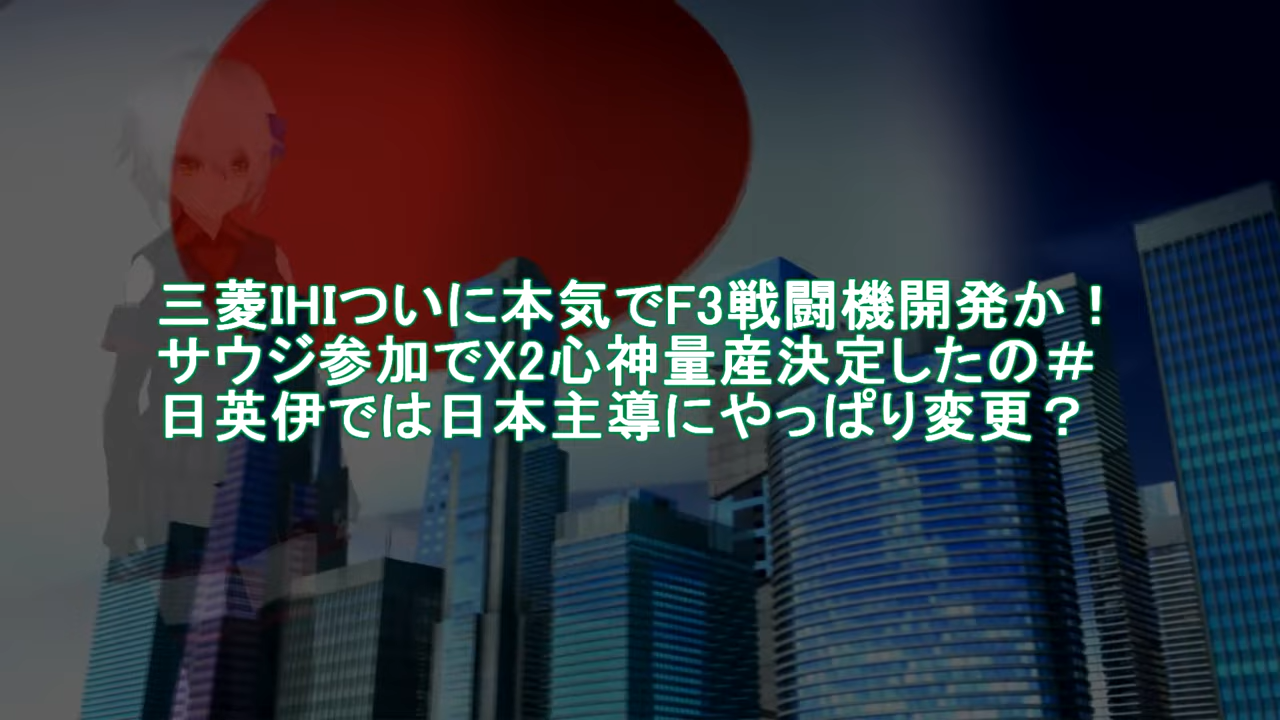 三菱IHIついに本気でF3戦闘機開発か！
サウジ参加でX2心神量産決定したの＃
日英伊では日本主導にやっぱり変更？